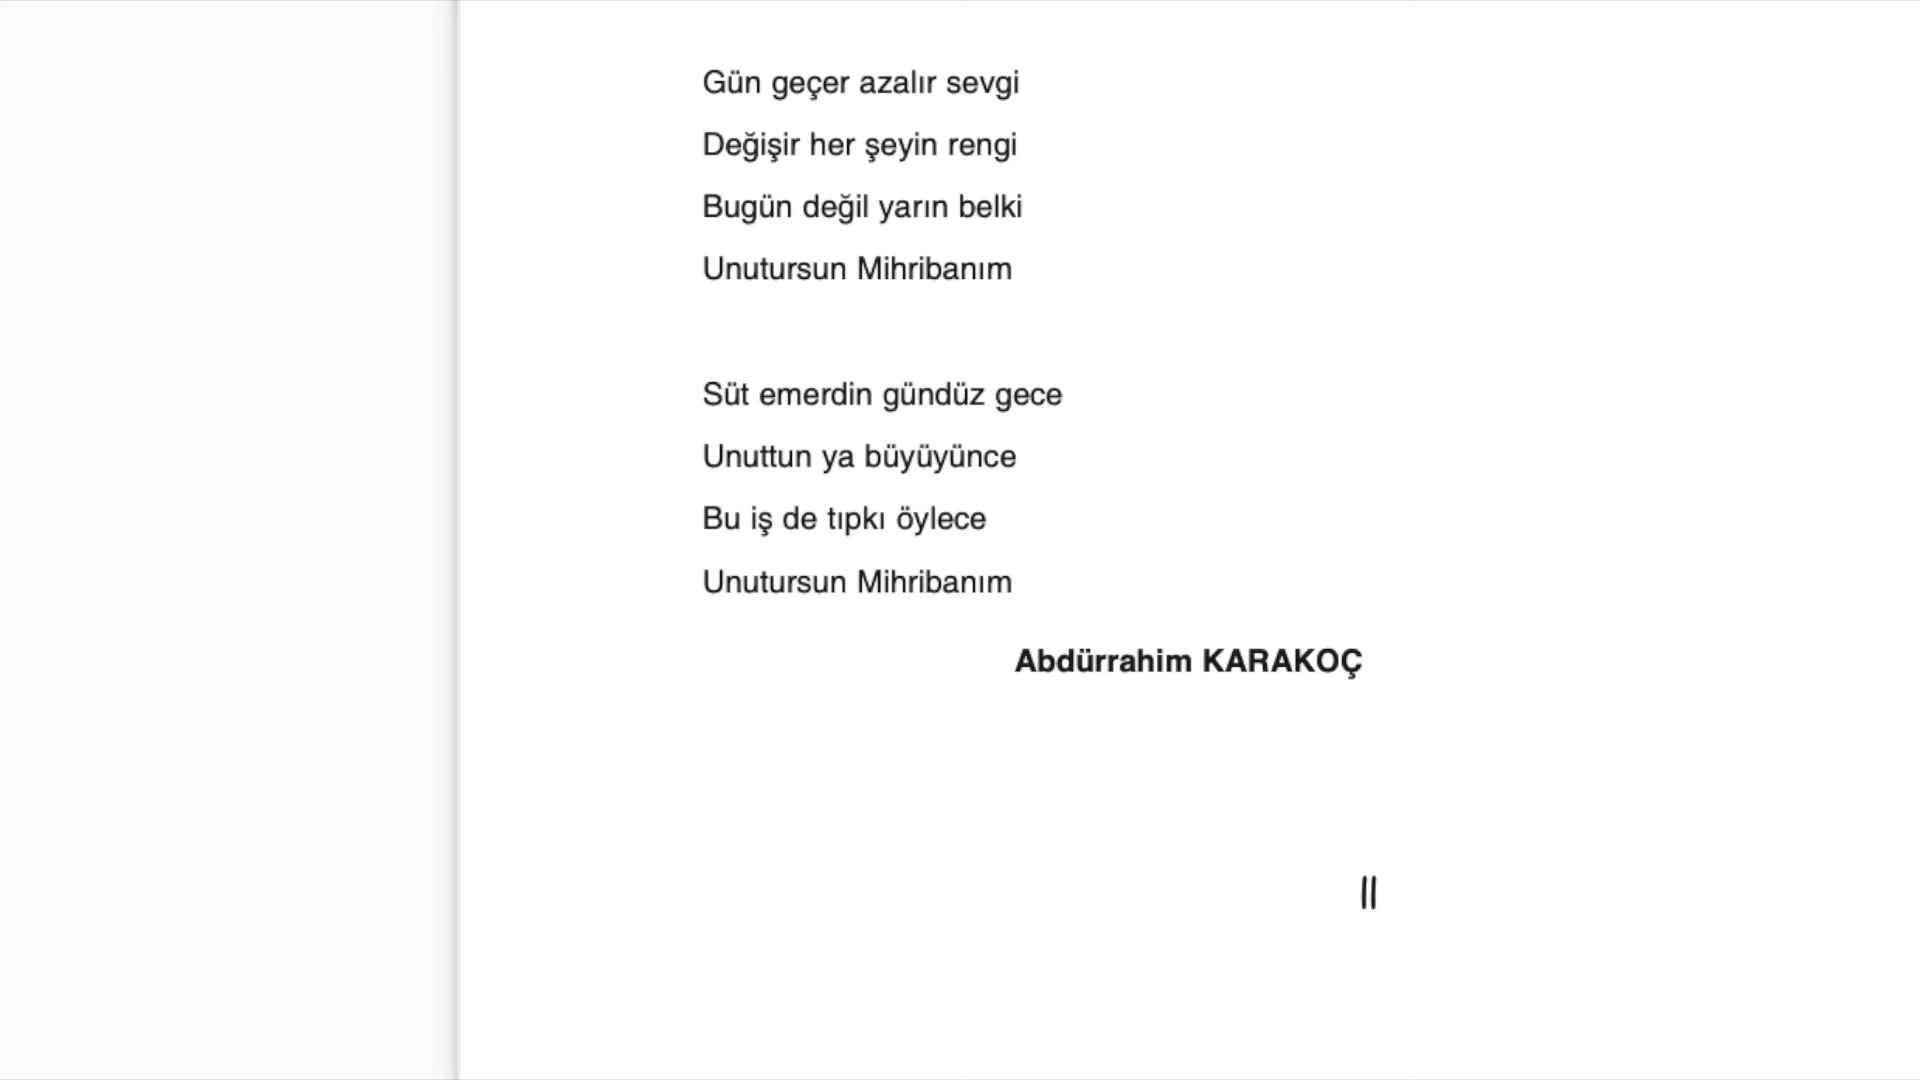 Gün geçer azalır sevgi
Değişir her şeyin rengi
Bugün değil yarın belki
Unutursun Mihribanım
Süt emerdin gündüz gece
Unuttun ya büyüyünce
Bu iş de tıpkı öylece
Unutursun Mihribanım
Abdürrahim KARAKOÇ
||